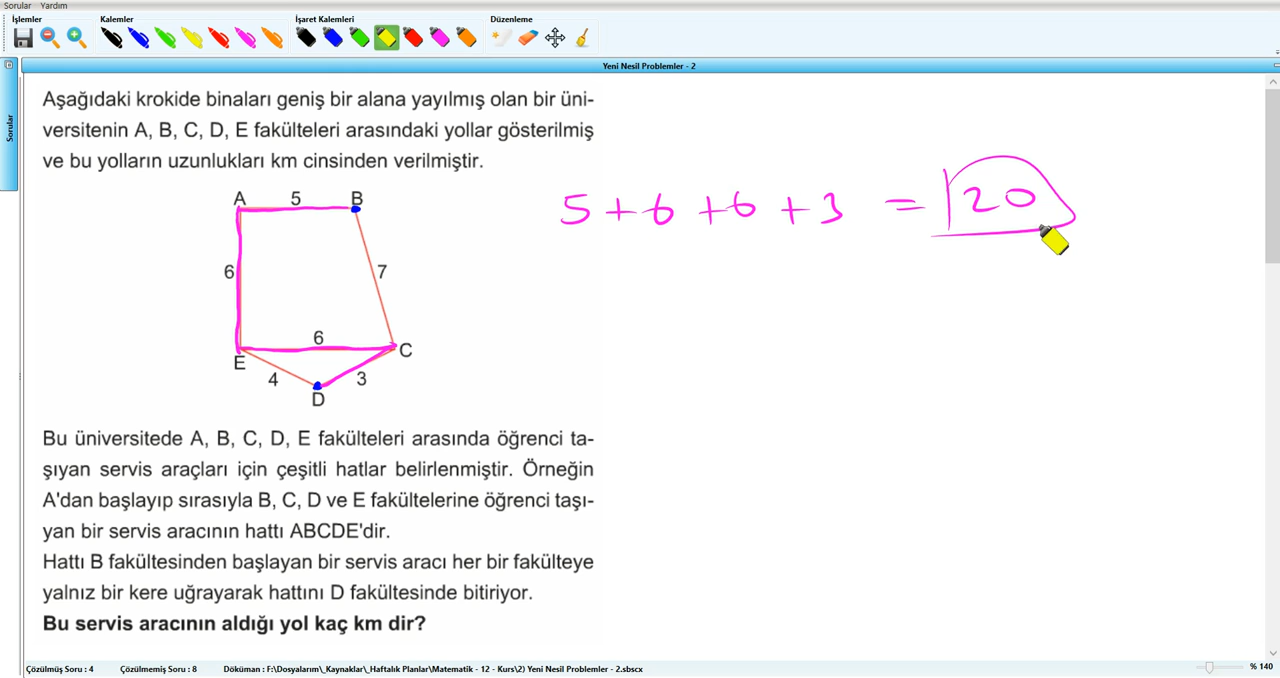 Sorular Yardım
İşlemler Kalemler İşaret Kalemleri Düzenleme
Yeni Nesil Problemler - 2
Sorular
Aşağıdaki krokide binaları geniş bir alana yayılmış olan bir üni-
versitenin A, B, C, D, E fakülteleri arasındaki yollar gösterilmiş
ve bu yolların uzunlukları km cinsinden verilmiştir.
A 5 B
6 7
6
E C
4 3
D
5 + 6 + 6 + 3 = 20
Bu üniversitede A, B, C, D, E fakülteleri arasında öğrenci ta-
şıyan servis araçları için çeşitli hatlar belirlenmiştir. Örneğin
A'dan başlayıp sırasıyla B, C, D ve E fakültelerine öğrenci taşı-
yan bir servis aracının hattı ABCDE'dir.
Hattı B fakültesinden başlayan bir servis aracı her bir fakülteye
yalnız bir kere uğrayarak hattını D fakültesinde bitiriyor.
Bu servis aracının aldığı yol kaç km dir?
Çözülmüş Soru : 4 Çözülmemiş Soru : 8 Döküman : F:\Dosyalarım\_Kaynaklar\_Haftalık Planlar\Matematik - 12 - Kurs\2) Yeni Nesil Problemler - 2.sbscx % 140